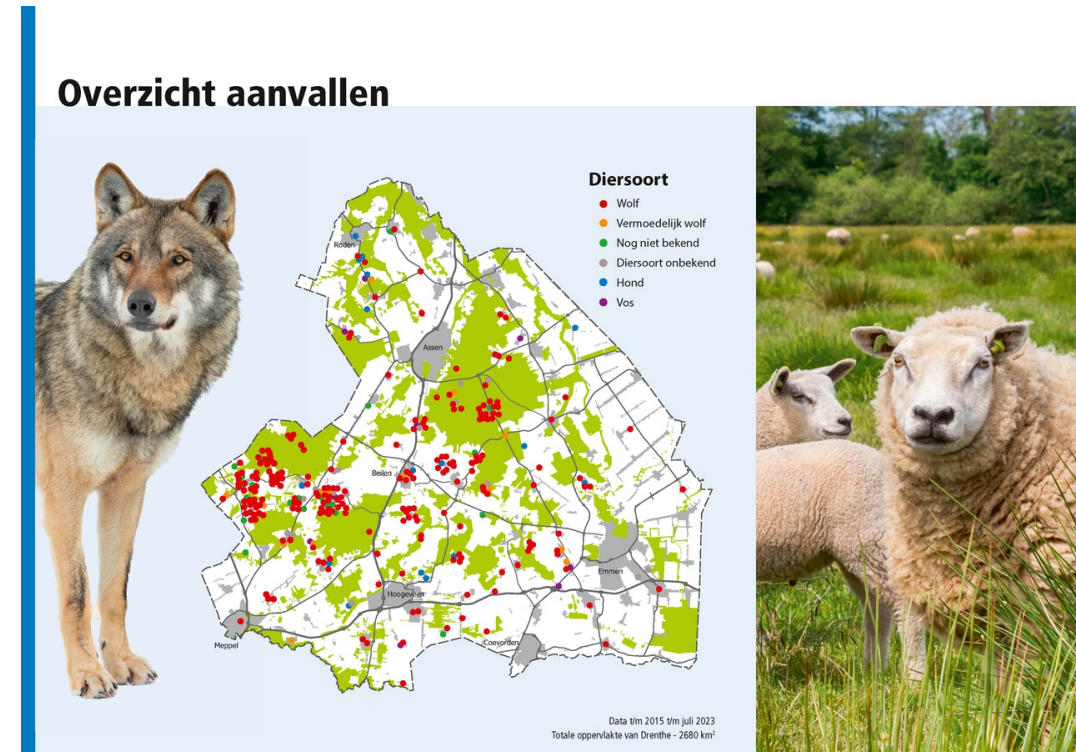 Overzicht aanvallen
Diersoort
Wolf
Vermoedelijk wolf
Nog niet bekend
Diersoort onbekend
Hond
Vos
Roden
Assen
Beilen
Emmen
Hoogeveen
Meppel
Coevorden
Data t/m 2015 t/m juli 2023
Totale oppervlakte van Drenthe - 2680 km²